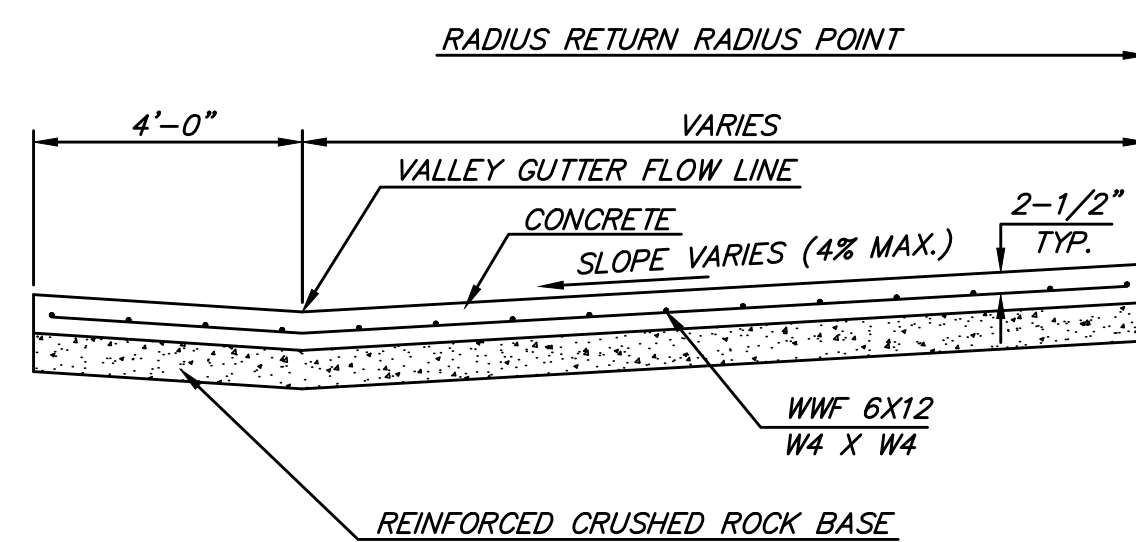 RADIUS RETURN RADIUS POINT
4'-0"
VARIES
VALLEY GUTTER FLOW LINE
CONCRETE
2-1/2"
TYP.
SLOPE VARIES (4% MAX.)
WWF 6X12
W4 X W4
REINFORCED CRUSHED ROCK BASE